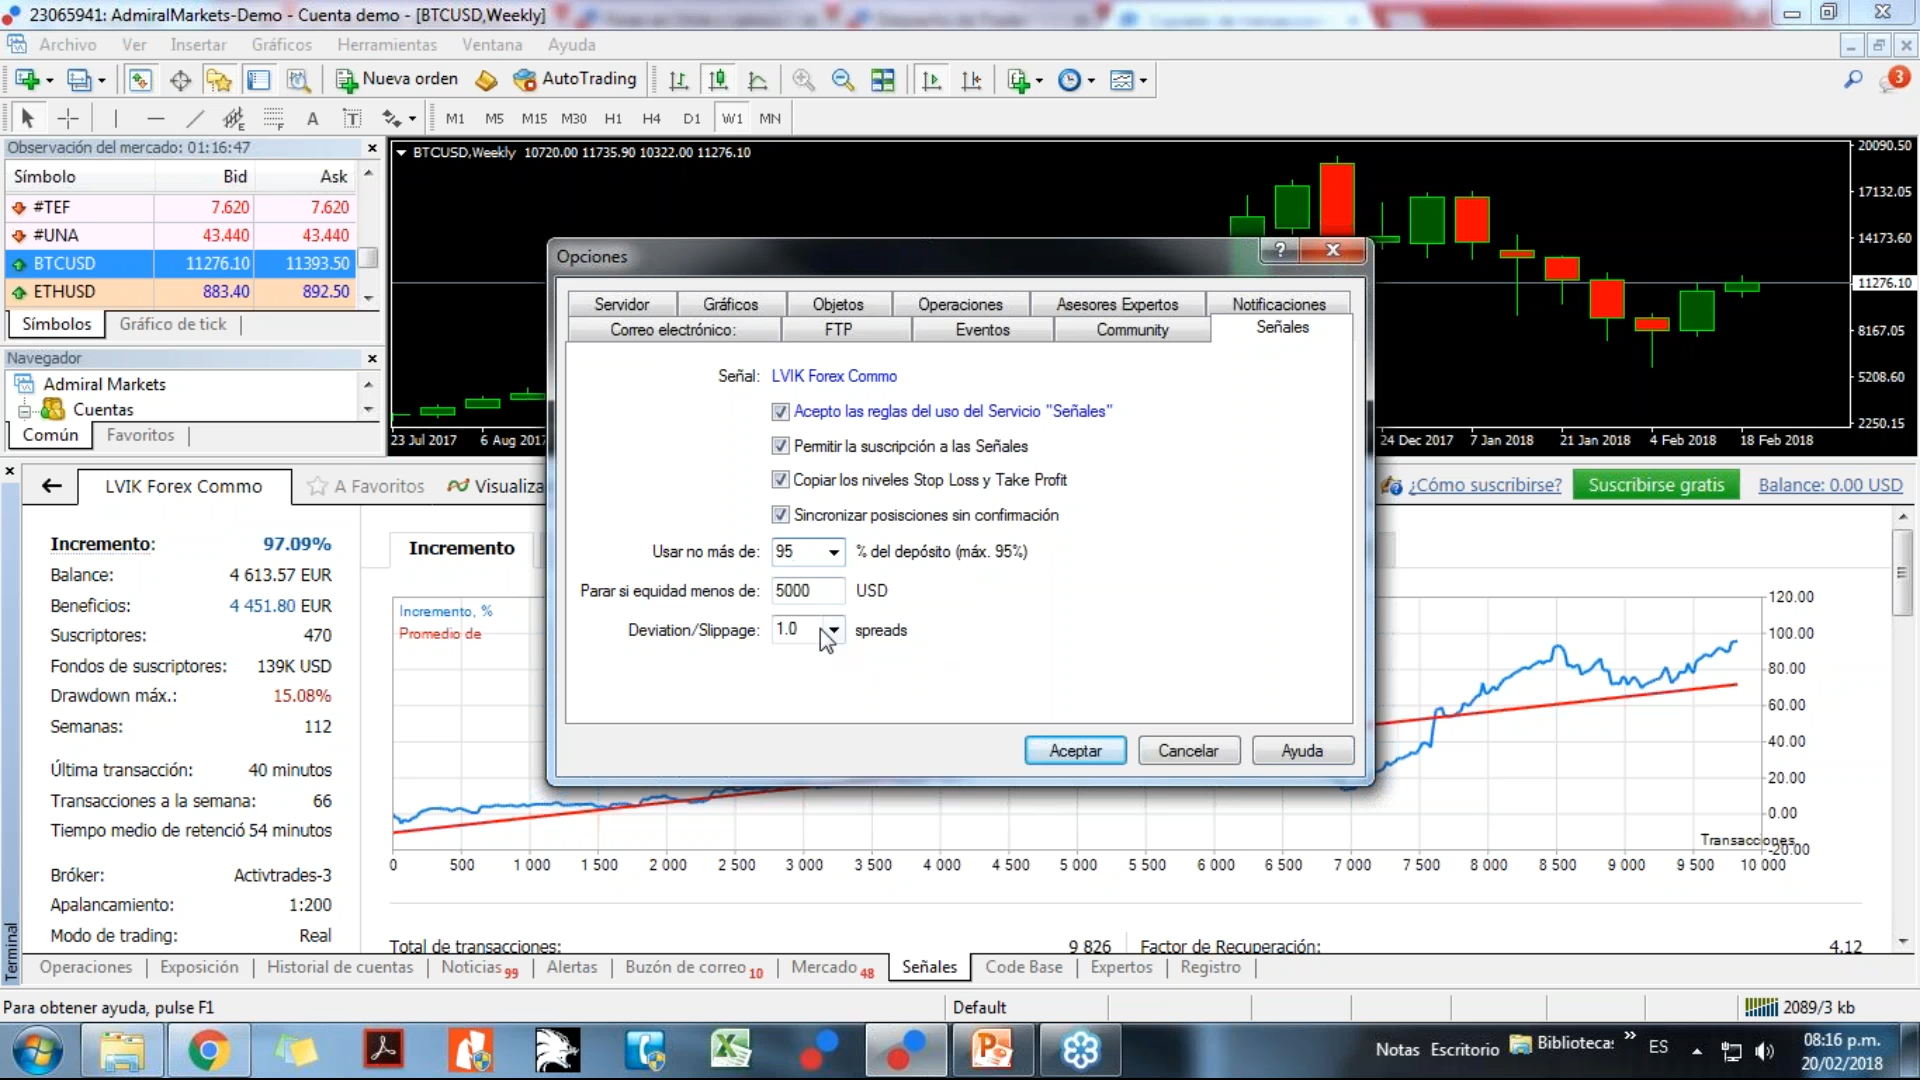 23065941: AdmiralMarkets-Demo - Cuenta demo - [BTCUSD,Weekly]
Archivo Ver Insertar Gráficos Herramientas Ventana Ayuda
Nueva orden AutoTrading 3
A T M1 M5 M15 M30 H1 H4 D1 W1 MN
Observación del mercado: 01:16:47
Símbolo Bid Ask
#TEF 7.620 7.620
#UNA 43.440 43.440
BTCUSD 11276.10 11393.50
ETHUSD 883.40 892.50
Símbolos Gráfico de tick
Navegador
Admiral Markets
Cuentas
Común Favoritos
BTCUSD,Weekly 10720.00 11735.90 10322.00 11276.10
20090.50
17132.05
14173.60
11276.10
8167.05
5208.60
2250.15
23 Jul 2017 6 Aug 2017 24 Dec 2017 7 Jan 2018 21 Jan 2018 4 Feb 2018 18 Feb 2018
Opciones
Servidor Gráficos Objetos Operaciones Asesores Expertos Notificaciones
Correo electrónico: FTP Eventos Community Señales
Señal: LVIK Forex Commo
Acepto las reglas del uso del Servicio "Señales"
Permitir la suscripción a las Señales
Copiar los niveles Stop Loss y Take Profit
Sincronizar posisciones sin confirmación
Usar no más de: 95 % del depósito (máx. 95%)
Parar si equidad menos de: 5000 USD
Deviation/Slippage: 1.0 spreads
Aceptar Cancelar Ayuda
LVIK Forex Commo A Favoritos Visualiza ¿Cómo suscribirse? Suscribirse gratis Balance: 0.00 USD
Incremento: 97.09%
Balance: 4 613.57 EUR
Beneficios: 4 451.80 EUR
Suscriptores: 470
Fondos de suscriptores: 139K USD
Drawdown máx.: 15.08%
Semanas: 112
Última transacción: 40 minutos
Transacciones a la semana: 66
Tiempo medio de retenció 54 minutos
Bróker: Activtrades-3
Apalancamiento: 1:200
Modo de trading: Real
Incremento
Incremento, %
Promedio de
120.00
100.00
80.00
60.00
40.00
20.00
0.00
-20.00
Transacciones
0 500 1 000 1 500 2 000 2 500 3 000 3 500 4 000 4 500 5 000 5 500 6 000 6 500 7 000 7 500 8 000 8 500 9 000 9 500 10 000
Total de transacciones: 9 826 Factor de Recuperación: 4.12
Terminal
Operaciones Exposición Historial de cuentas Noticias 99 Alertas Buzón de correo 10 Mercado 48 Señales Code Base Expertos Registro
Para obtener ayuda, pulse F1 Default 2089/3 kb
Notas Escritorio Bibliotecas » ES 08:16 p.m.
20/02/2018